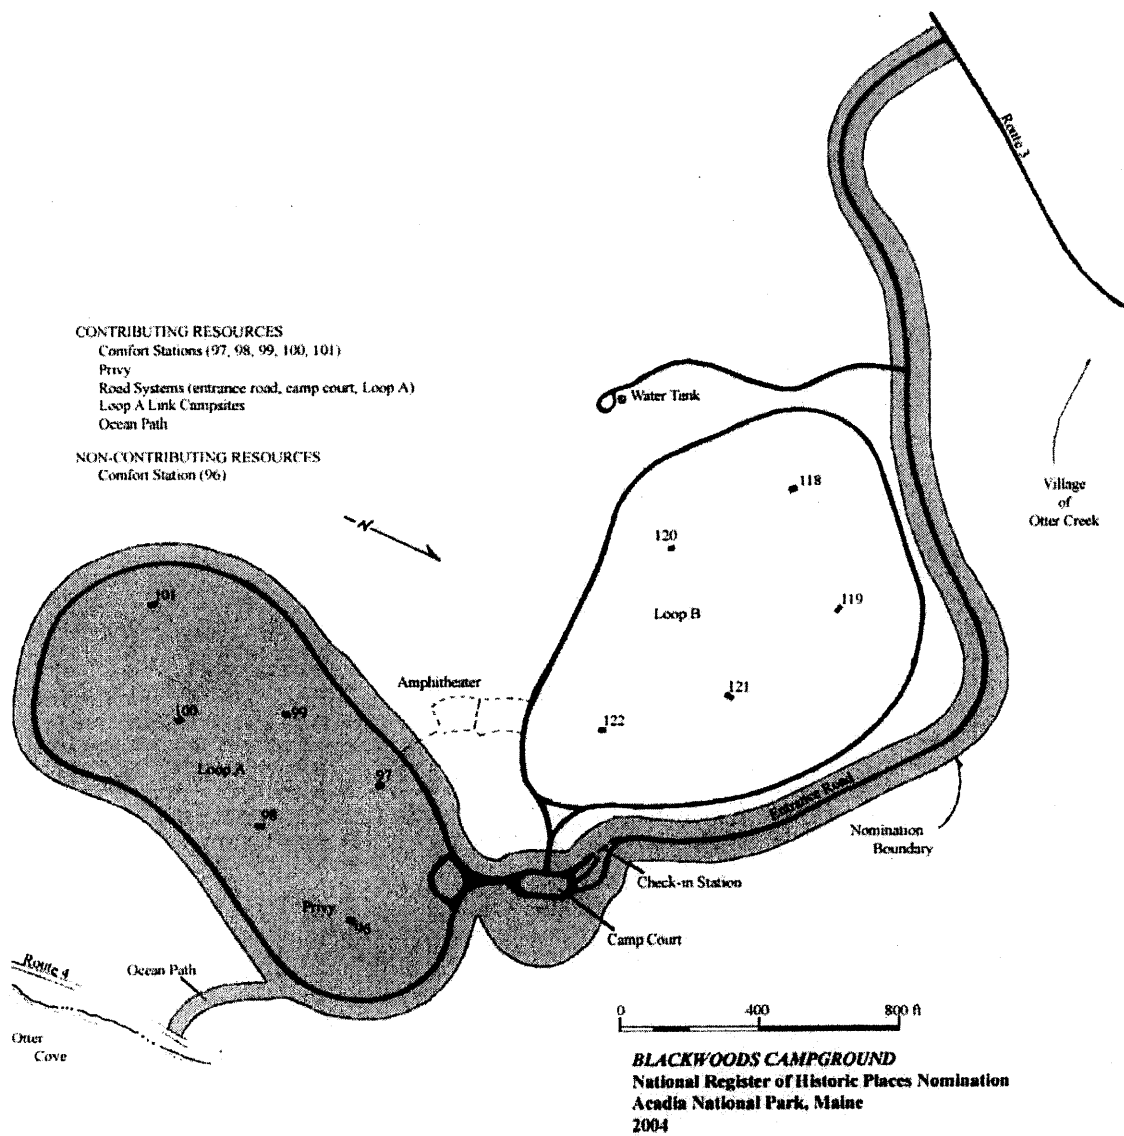 Route 3
CONTRIBUTING RESOURCES
Comfort Stations (97, 98, 99, 100, 101)
Privy
Road Systems (entrance road, camp court, Loop A)
Loop A Link Campsites
Ocean Path
NON-CONTRIBUTING RESOURCES
Comfort Station (96)
Water Tank
118
Village
of
Otter Creek
N
120
101
119
Loop B
Amphitheater
121
100
99
122
Loop A
97
Entrance Road
98
Nomination
Boundary
Check-in Station
Privy
96
Camp Court
Route 4
Ocean Path
Otter
Cove
0 400 800 ft
BLACKWOODS CAMPGROUND
National Register of Historic Places Nomination
Acadia National Park, Maine
2004